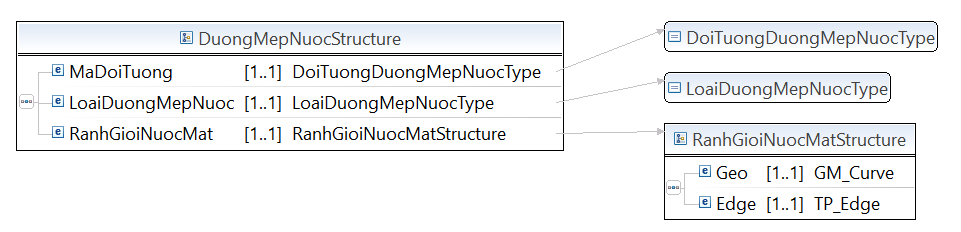 DuongMepNuocStructure
MaDoiTuong [1..1] DoiTuongDuongMepNuocType
LoaiDuongMepNuoc [1..1] LoaiDuongMepNuocType
RanhGioiNuocMat [1..1] RanhGioiNuocMatStructure
DoiTuongDuongMepNuocType
LoaiDuongMepNuocType
RanhGioiNuocMatStructure
Geo [1..1] GM_Curve
Edge [1..1] TP_Edge